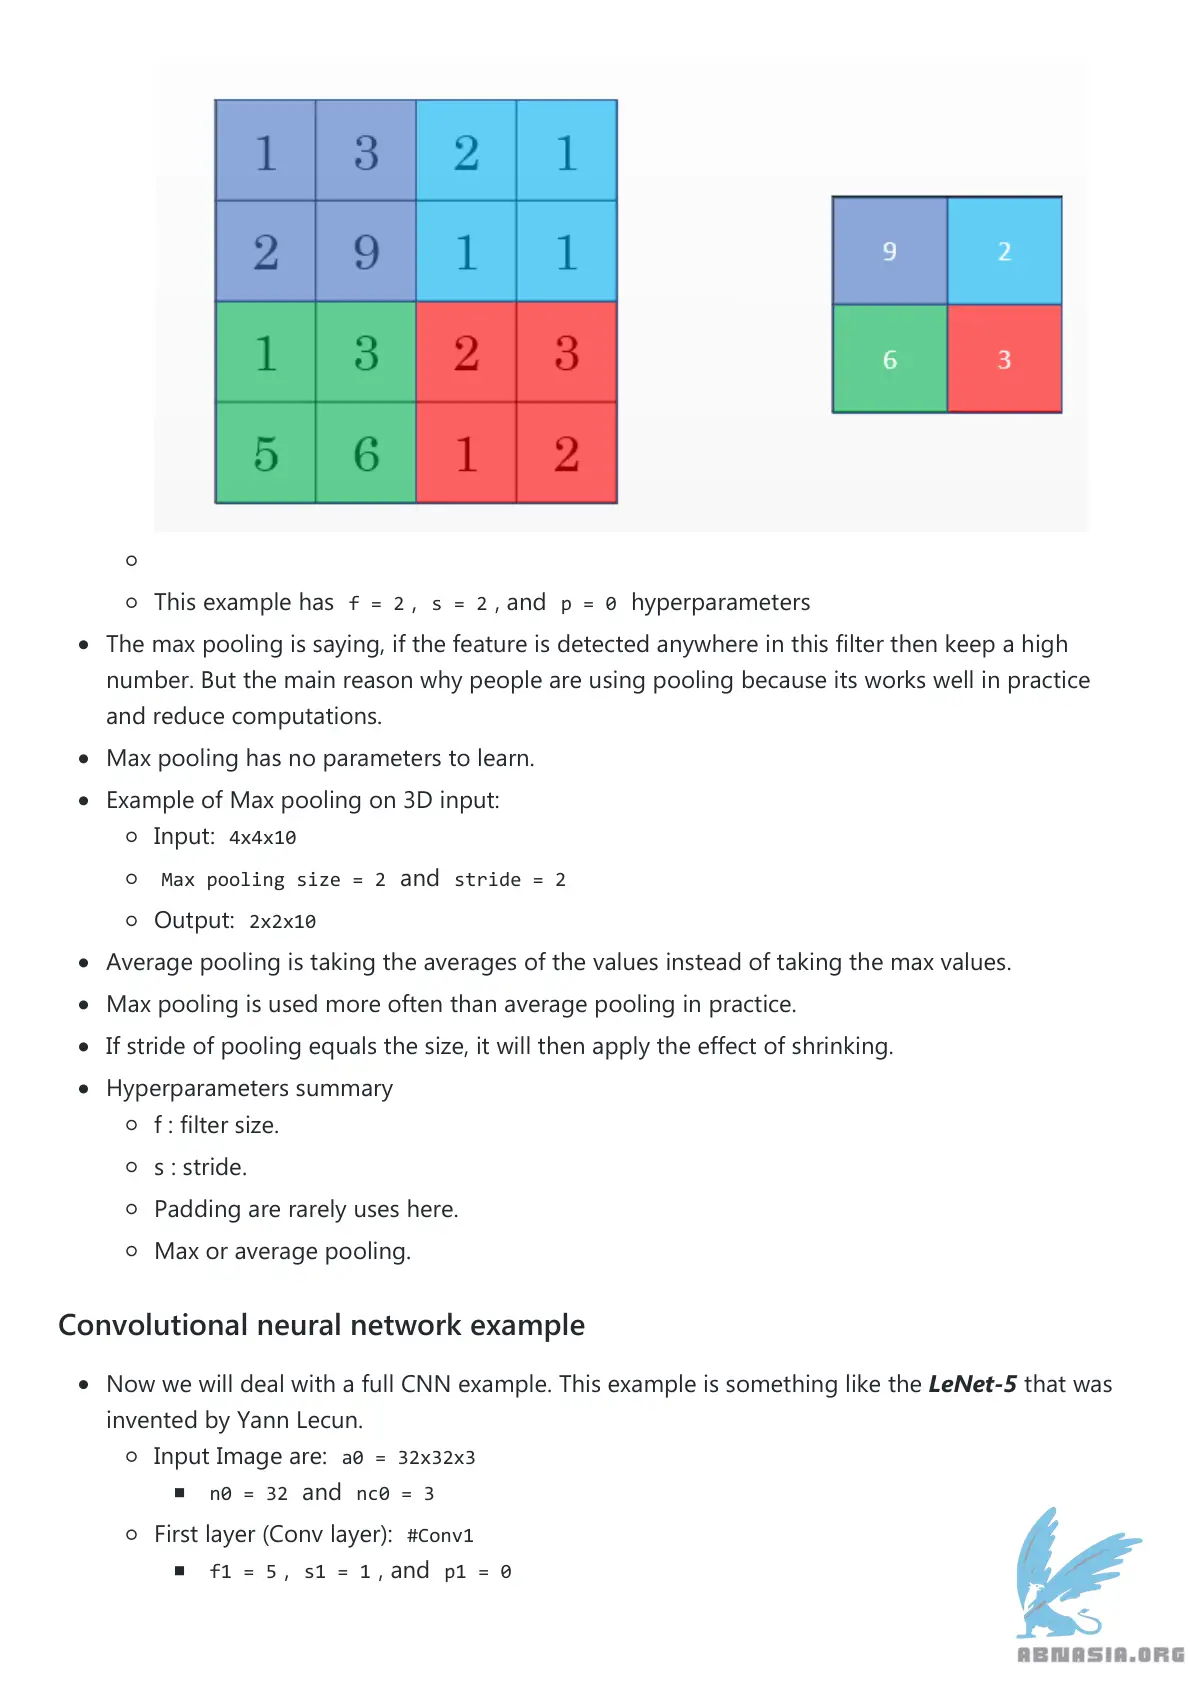 1 3 2 1
2 9 1 1
1 3 2 3
5 6 1 2
9 2
6 3
This example has f = 2 , s = 2 , and p = 0 hyperparameters
The max pooling is saying, if the feature is detected anywhere in this filter then keep a high
number. But the main reason why people are using pooling because its works well in practice
and reduce computations.
Max pooling has no parameters to learn.
Example of Max pooling on 3D input:
Input: 4x4x10
Max pooling size = 2 and stride = 2
Output: 2x2x10
Average pooling is taking the averages of the values instead of taking the max values.
Max pooling is used more often than average pooling in practice.
If stride of pooling equals the size, it will then apply the effect of shrinking.
Hyperparameters summary
f : filter size.
s : stride.
Padding are rarely uses here.
Max or average pooling.
Convolutional neural network example
Now we will deal with a full CNN example. This example is something like the LeNet-5 that was
invented by Yann Lecun.
Input Image are: a0 = 32x32x3
n0 = 32 and nc0 = 3
First layer (Conv layer): #Conv1
f1 = 5 , s1 = 1 , and p1 = 0
ABNASIA.ORG